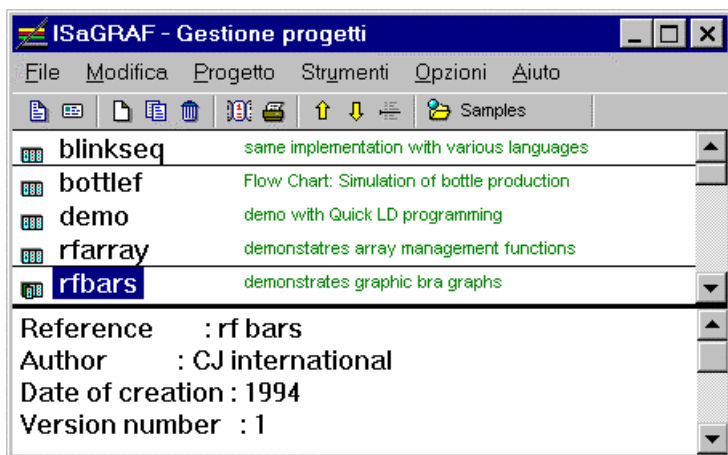 ISaGRAF - Gestione progetti
File Modifica Progetto Strumenti Opzioni Aiuto
Samples
blinkseq same implementation with various languages
bottlef Flow Chart: Simulation of bottle production
demo demo with Quick LD programming
rfarray demonstatres array management functions
rfbars demonstrates graphic bra graphs
Reference : rf bars
Author : CJ international
Date of creation : 1994
Version number : 1